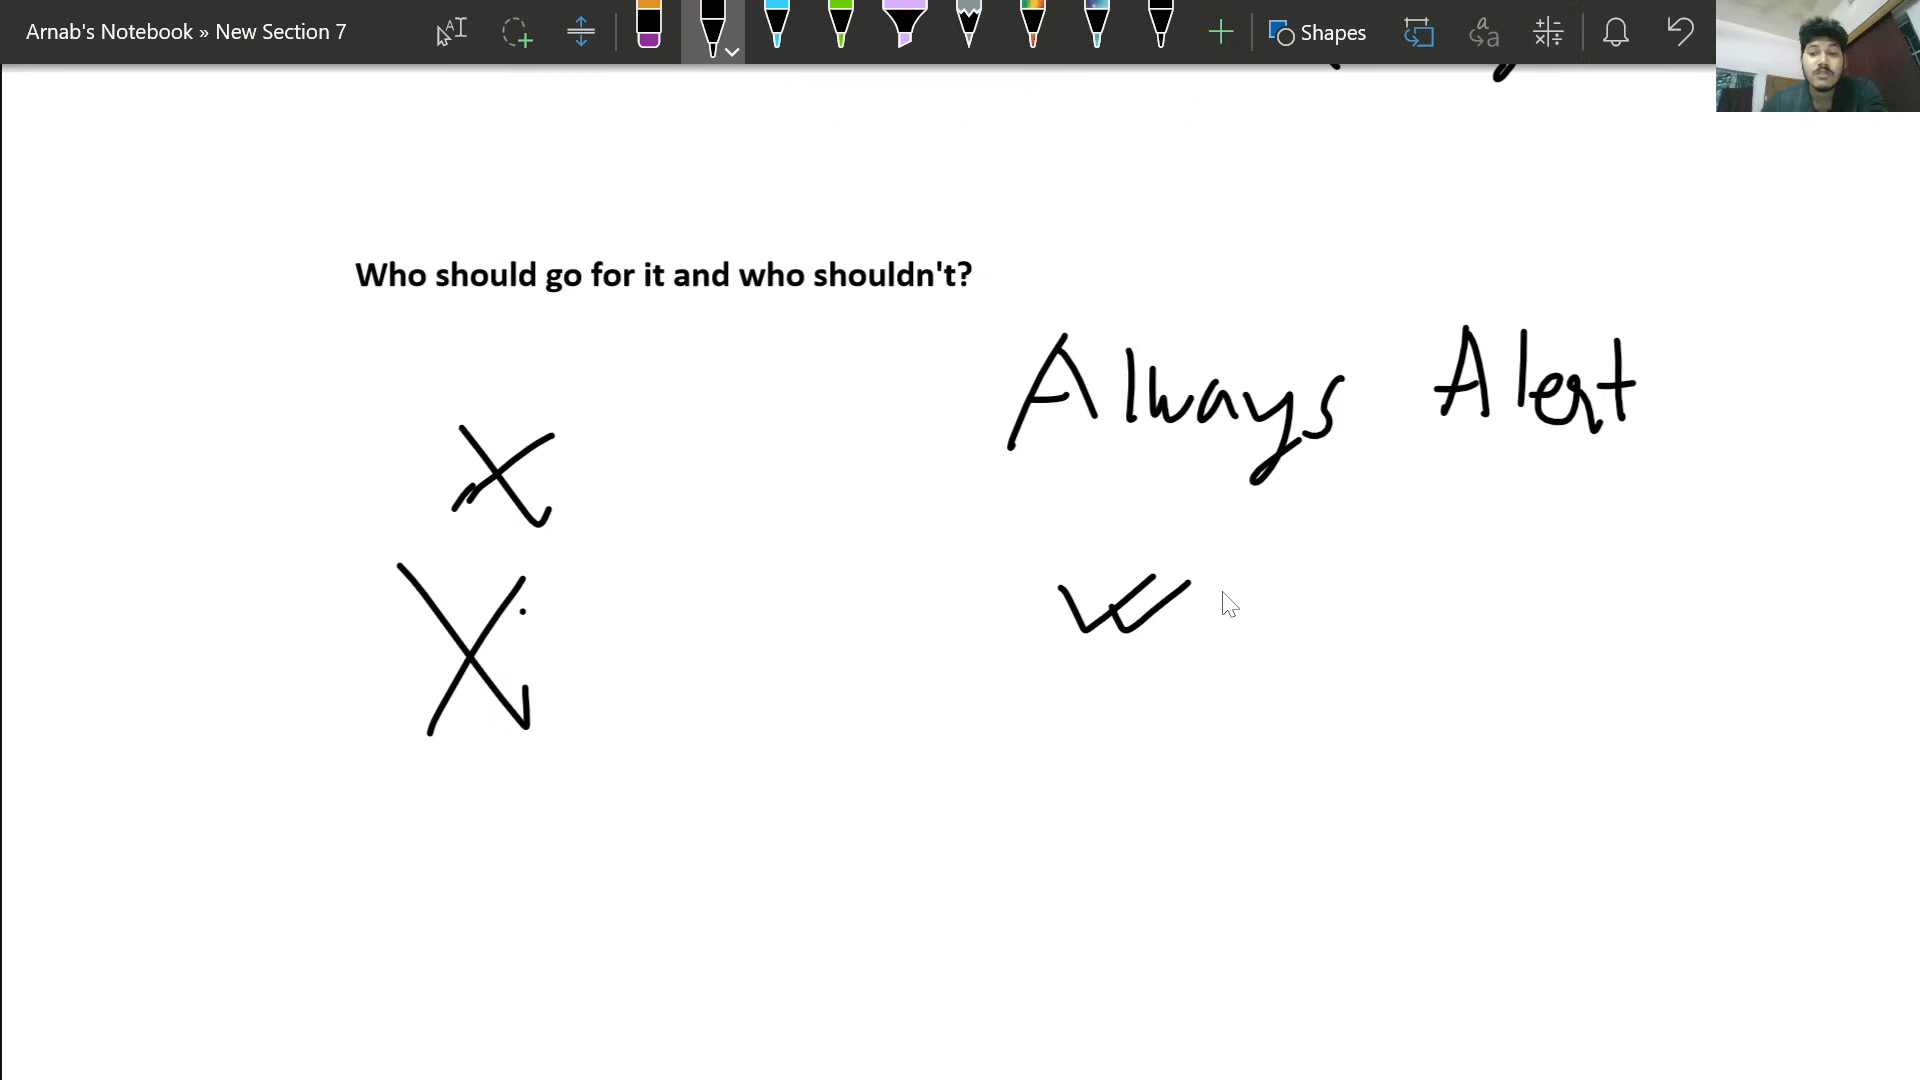 Arnab's Notebook » New Section 7
Shapes
Who should go for it and who shouldn't?
Always Alert